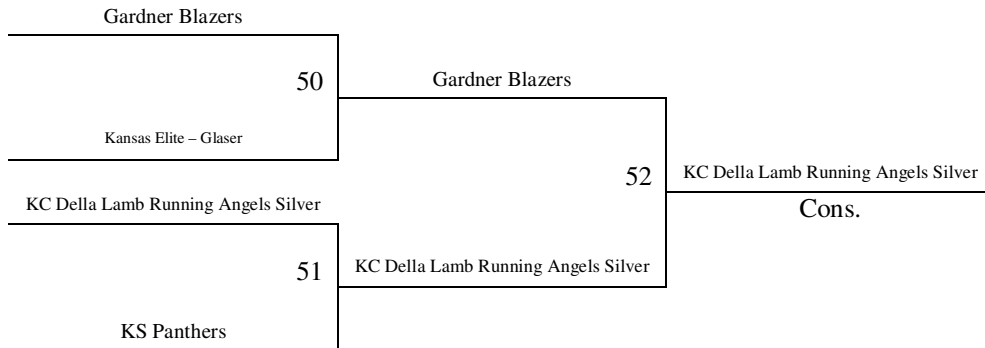 Gardner Blazers
50
Gardner Blazers
Kansas Elite – Glaser
52
KC Della Lamb Running Angels Silver
Cons.
KC Della Lamb Running Angels Silver
51
KC Della Lamb Running Angels Silver
KS Panthers